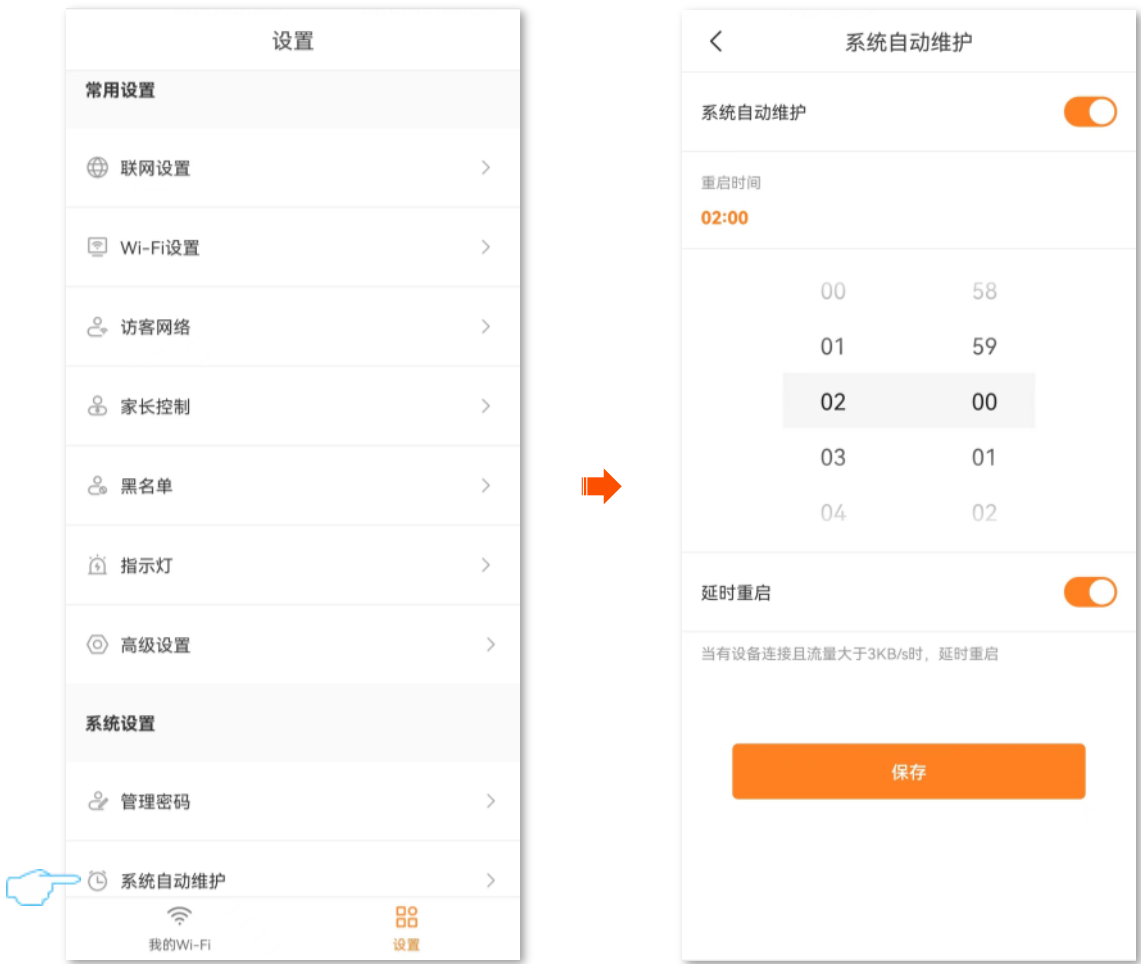 设置
常用设置
联网设置
Wi-Fi设置
访客网络
家长控制
黑名单
指示灯
高级设置
系统设置
管理密码
系统自动维护
我的Wi-Fi
设置
系统自动维护
系统自动维护
重启时间
02:00
00 58
01 59
02 00
03 01
04 02
延时重启
当有设备连接且流量大于3KB/s时，延时重启
保存